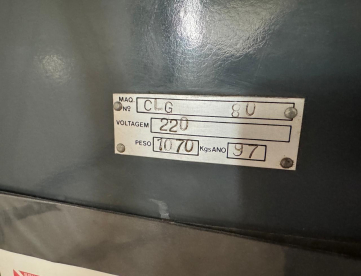 MAQ. Nº CLG 80
VOLTAGEM 220
PESO 1070 Kgs ANO 97